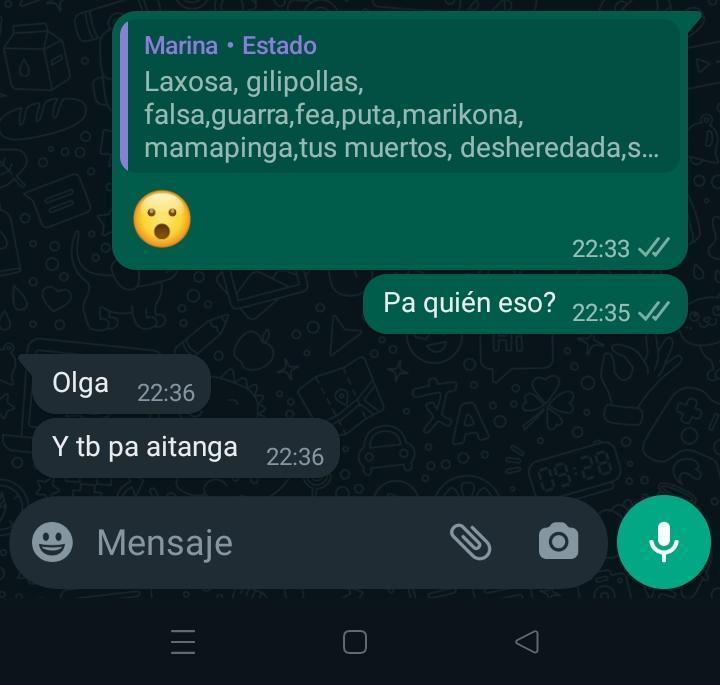 Marina • Estado
Laxosa, gilipollas,
falsa,guarra,fea,puta,marikona,
mamapinga,tus muertos, desheredada,s...
22:33
Pa quién eso? 22:35
Olga 22:36
Y tb pa aitanga 22:36
Mensaje